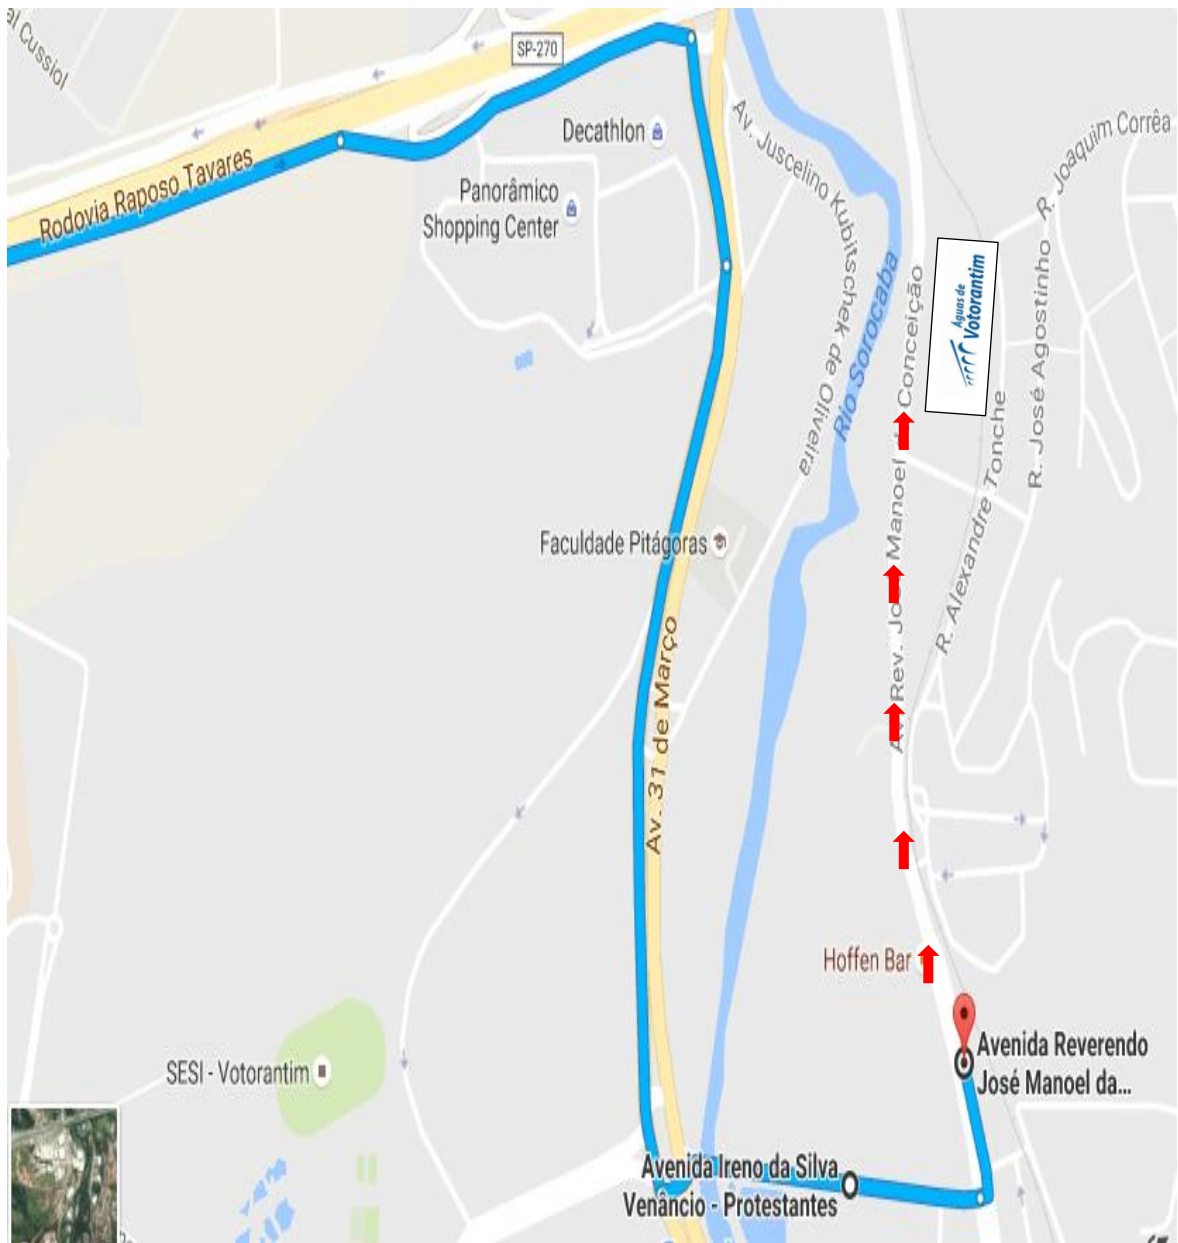 al Cussiol
SP-270
Rodovia Raposo Tavares
Decathlon
Panorâmico
Shopping Center
Av. Juscelino Kubitschek de Oliveira
Rio Sorocaba
R. Joaquim Corrêa
R. José Agostinho
Águas de
Votorantim
Conceição
Av. Rev. José Manoel
R. Alexandre Tonche
Faculdade Pitágoras
Av. 31 de Março
Hoffen Bar
SESI - Votorantim
Avenida Reverendo
José Manoel da...
Avenida Ireno da Silva
Venâncio - Protestantes